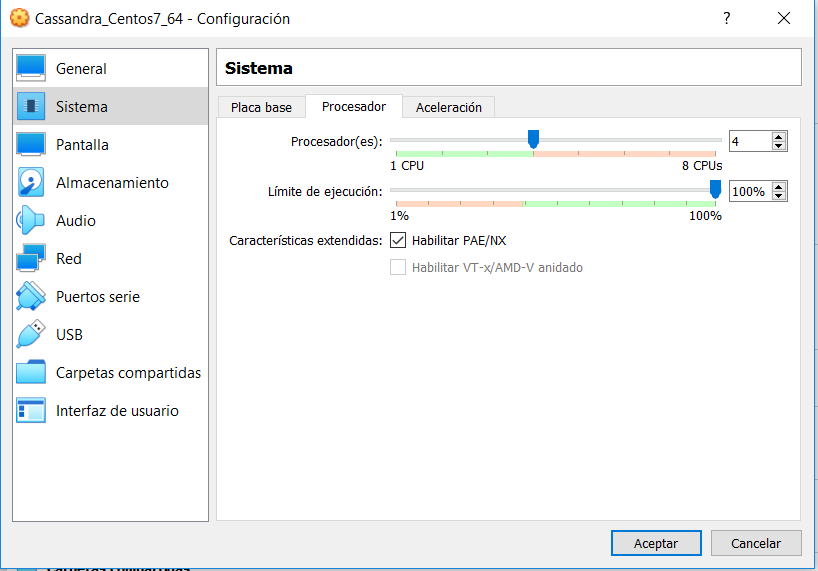 Cassandra_Centos7_64 - Configuración
?
General
Sistema
Pantalla
Almacenamiento
Audio
Red
Puertos serie
USB
Carpetas compartidas
Interfaz de usuario
Sistema
Placa base Procesador Aceleración
Procesador(es): 4
1 CPU 8 CPUs
Límite de ejecución: 100%
1% 100%
Características extendidas: Habilitar PAE/NX
Habilitar VT-x/AMD-V anidado
Aceptar Cancelar